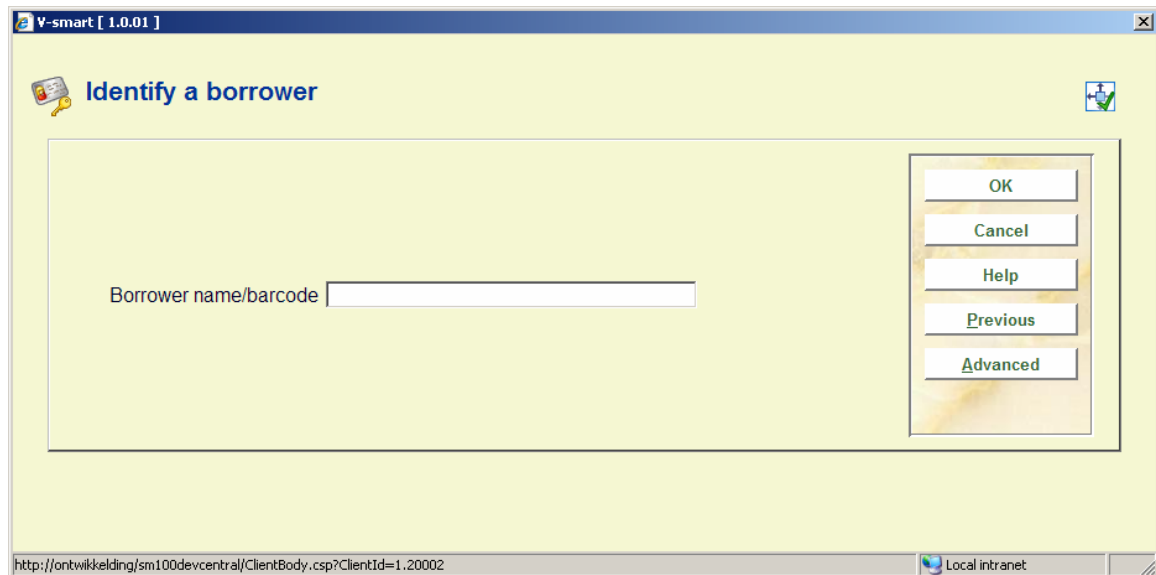 V-smart [ 1.0.01 ]
Identify a borrower
OK
Cancel
Help
Borrower name/barcode
Previous
Advanced
http://ontwikkelding/sm100devcentral/ClientBody.csp?ClientId=1.20002
Local intranet